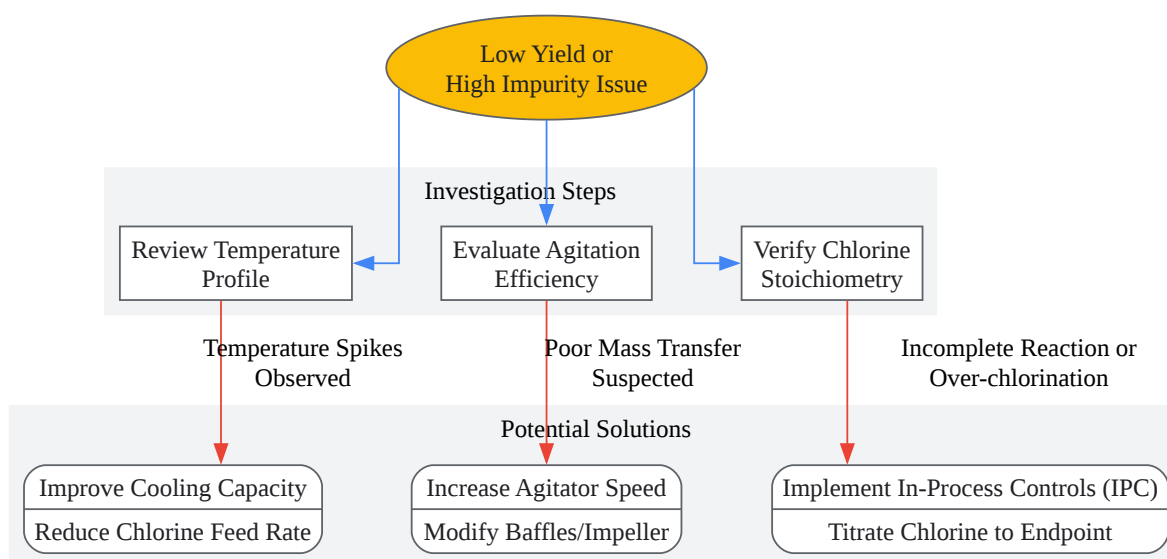 Low Yield or
High Impurity Issue
Investigation Steps
Review Temperature
Profile
Evaluate Agitation
Efficiency
Verify Chlorine
Stoichiometry
Temperature Spikes
Observed
Poor Mass Transfer
Suspected
Incomplete Reaction or
Over-chlorination
Potential Solutions
Improve Cooling Capacity
Reduce Chlorine Feed Rate
Increase Agitator Speed
Modify Baffles/Impeller
Implement In-Process Controls (IPC)
Titrate Chlorine to Endpoint